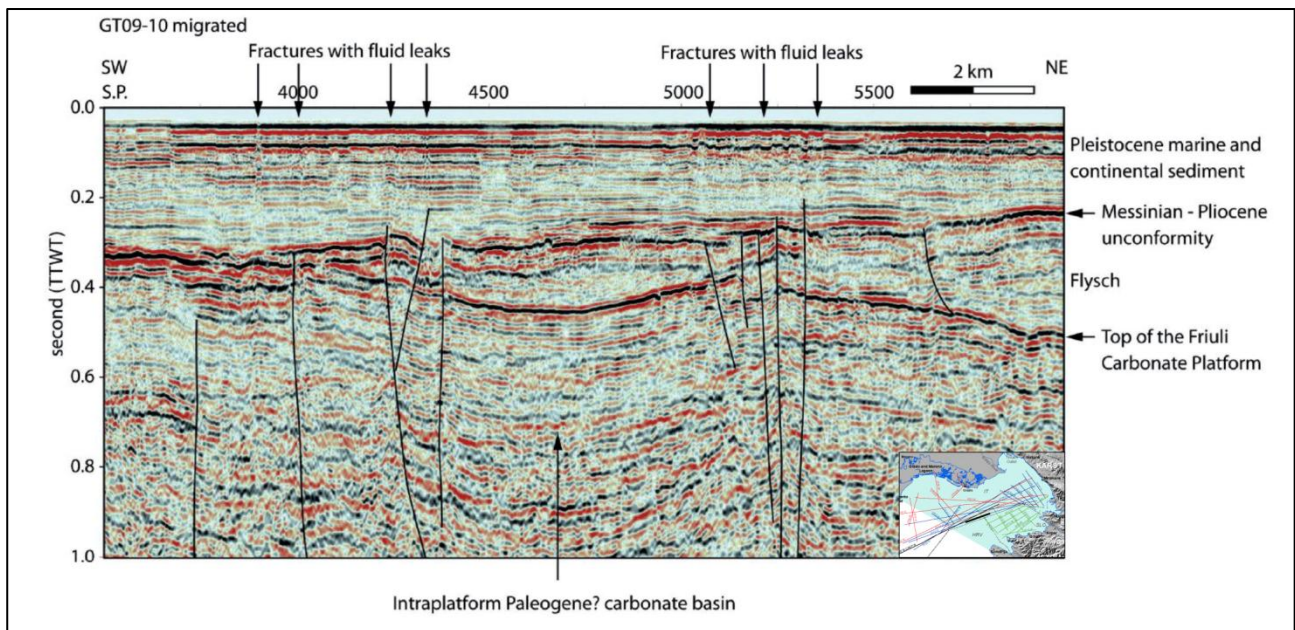 GT09-10 migrated
Fractures with fluid leaks
Fractures with fluid leaks
2 km
SW
NE
S.P.
4000
4500
5000
5500
0.0
0.2
0.4
0.6
0.8
1.0
second (TTWT)
Pleistocene marine and
continental sediment
Messinian - Pliocene
unconformity
Flysch
Top of the Friuli
Carbonate Platform
KARST
Intraplatform Paleogene? carbonate basin